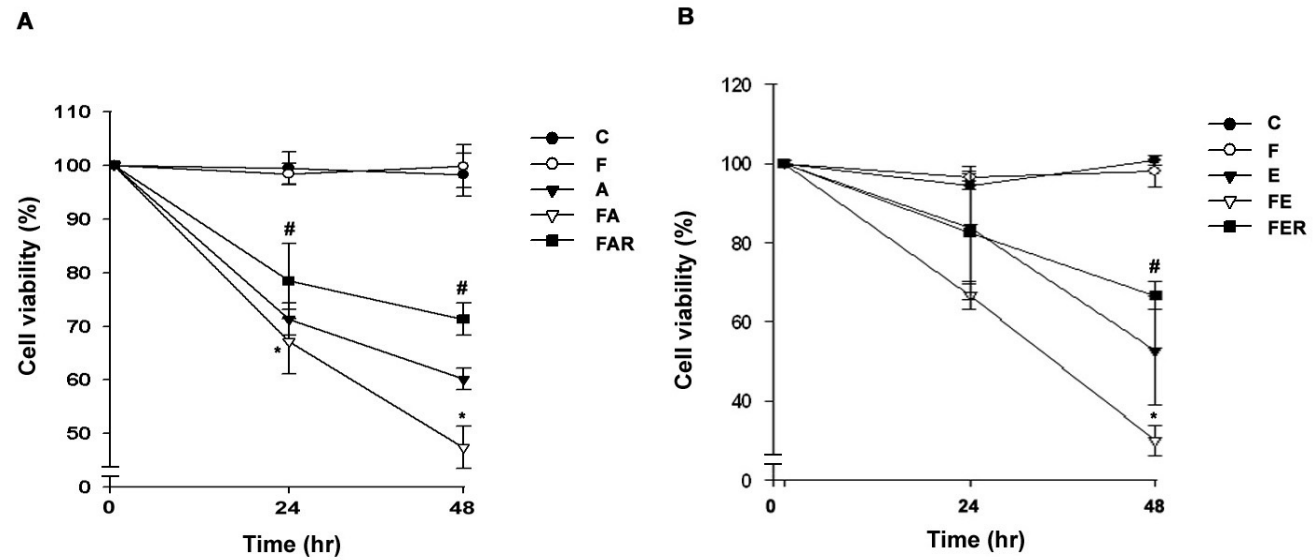 A
Cell viability (%)
110
100
90
80
70
60
50
0
#
#
*
*
0 24 48
Time (hr)
C
F
A
FA
FAR
B
Cell viability (%)
120
100
80
60
40
0
#
*
0 24 48
Time (hr)
C
F
E
FE
FER